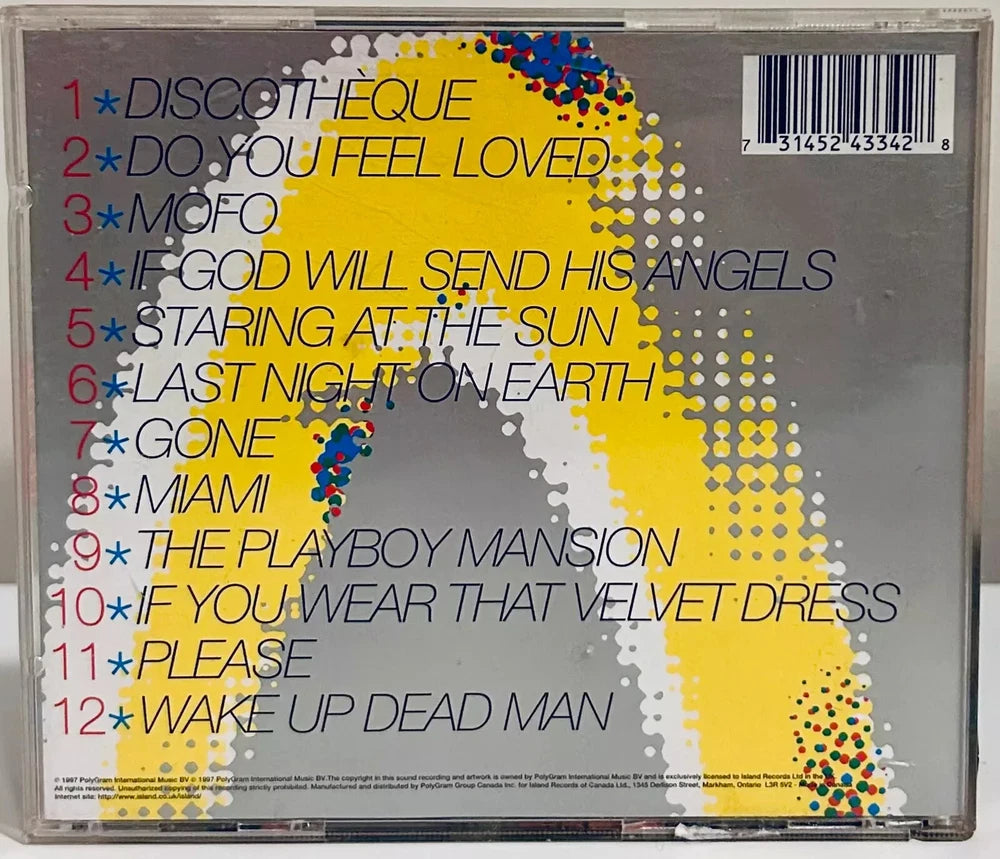 1*DISCOTHÈQUE
2*DO YOU FEEL LOVED
3*MOFO
4*IF GOD WILL SEND HIS ANGELS
5*STARING AT THE SUN
6*LAST NIGHT ON EARTH
7*GONE
8*MIAMI
9*THE PLAYBOY MANSION
10*IF YOU WEAR THAT VELVET DRESS
11*PLEASE
12*WAKE UP DEAD MAN
7 31452 43342 8
© 1997 PolyGram International Music BV ℗ 1997 PolyGram International Music BV.The copyright in this sound recording and artwork is owned by PolyGram International Music BV and is exclusively licensed to Island Records Ltd in the
All rights reserved. Unauthorized copying of this recording strictly prohibited. Manufactured and distributed by PolyGram Group Canada Inc. for Island Records of Canada Ltd., 1345 Denison Street, Markham, Ontario L3R 5V2 - Made in Canada
Internet site: http://www.island.co.uk/island/